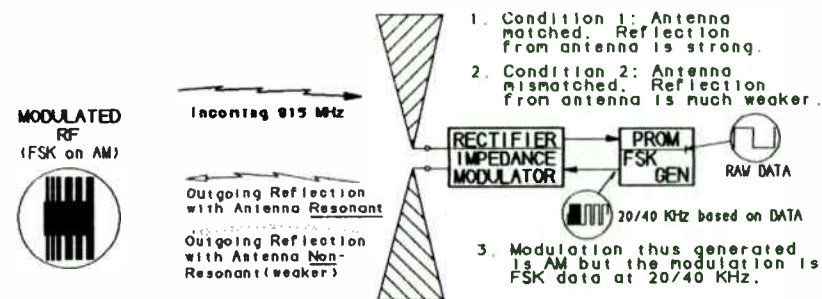 1. Condition 1: Antenna
matched. Reflection
from antenna is strong.
2. Condition 2: Antenna
mismatched. Reflection
from antenna is much weaker.
Incoming 915 MHz
MODULATED
RF
(FSK on AM)
RECTIFIER
IMPEDANCE
MODULATOR
PROM
FSK
GEN
RAW DATA
Outgoing Reflection
with Antenna Resonant
20/40 KHz based on DATA
Outgoing Reflection
with Antenna Non-
Resonant(weaker)
3. Modulation thus generated
is AM but the modulation is
FSK data at 20/40 KHz.